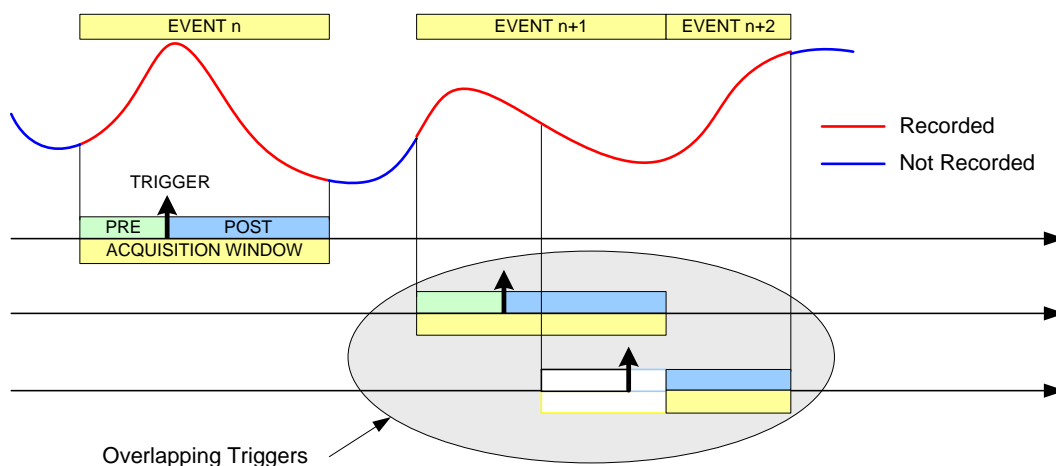 EVENT n
EVENT n+1
EVENT n+2
Recorded
Not Recorded
TRIGGER
PRE
POST
ACQUISITION WINDOW
Overlapping Triggers